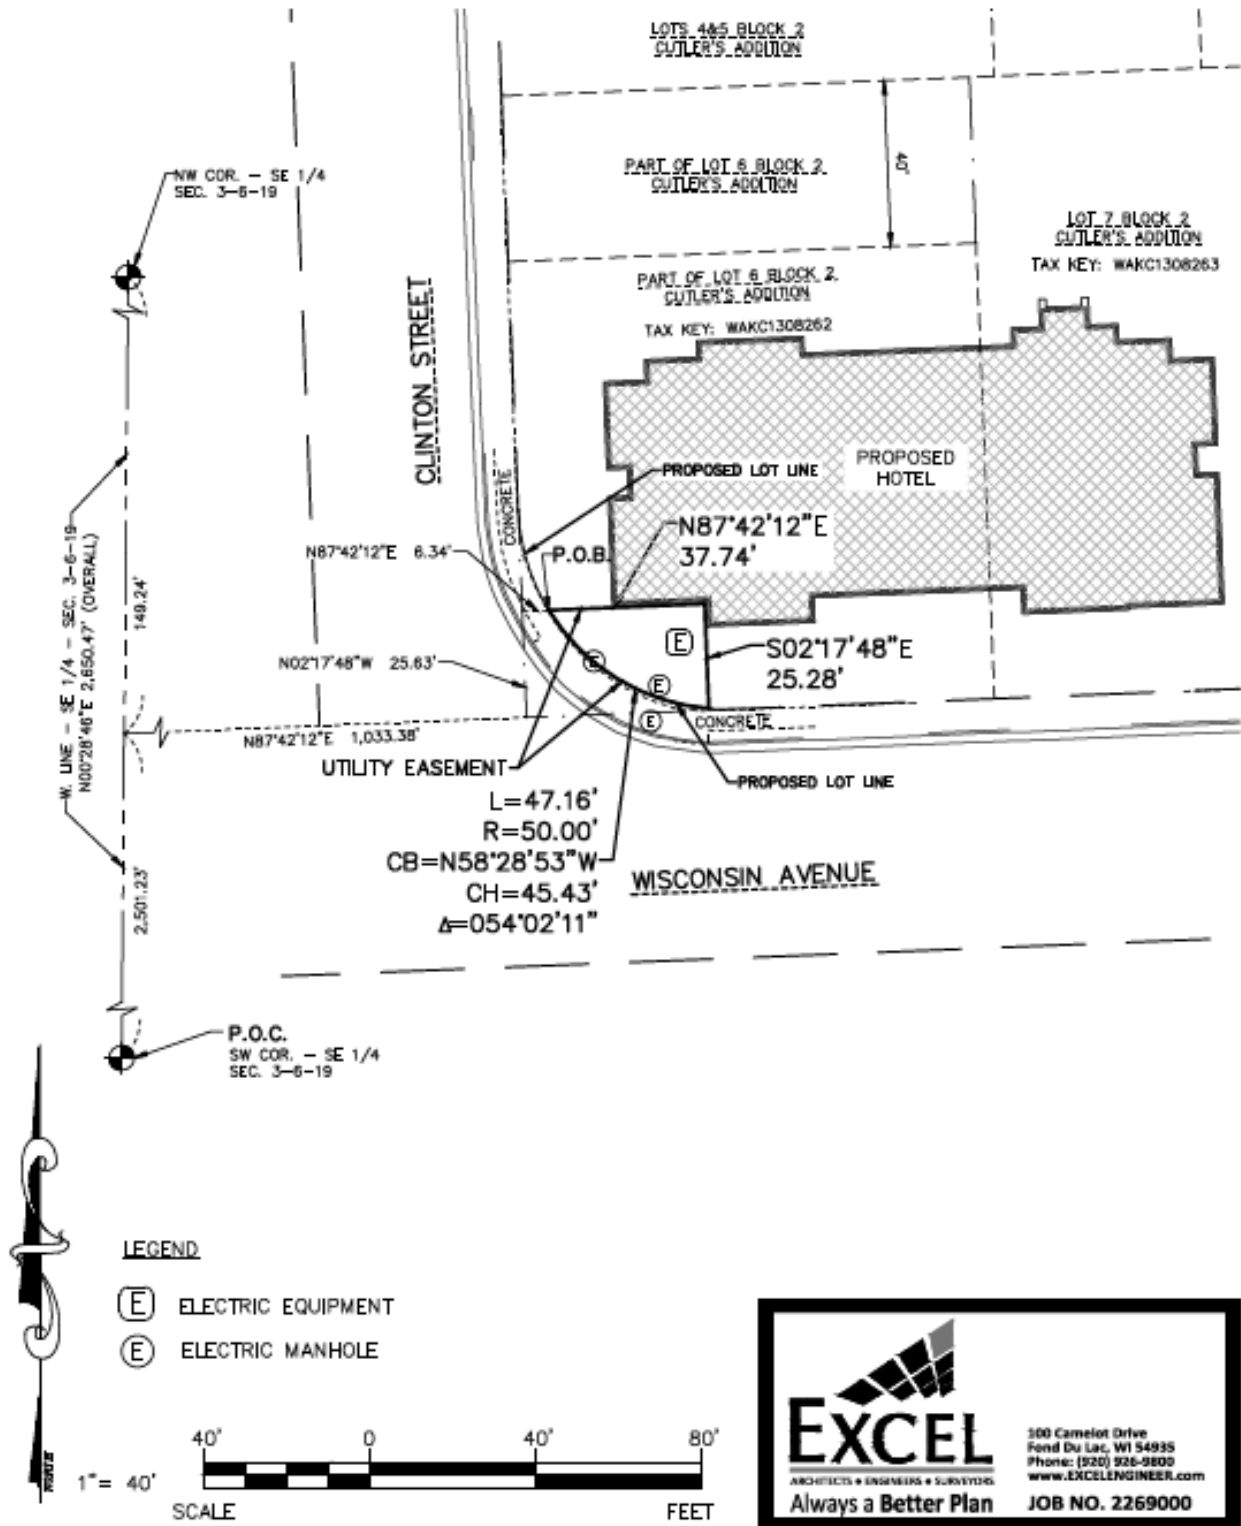 LOTS 4&5 BLOCK 2
CUTLER'S ADDITION
PART OF LOT 6 BLOCK 2
CUTLER'S ADDITION
40'
NW COR. – SE 1/4
SEC. 3–6–19
LOT 7 BLOCK 2
CUTLER'S ADDITION
TAX KEY: WAKC1308263
PART OF LOT 6 BLOCK 2
CUTLER'S ADDITION
TAX KEY: WAKC1308262
CLINTON STREET
PROPOSED
HOTEL
PROPOSED LOT LINE
CONCRETE
N87°42'12"E
37.74'
P.O.B.
N87°42'12"E 6.34'
W. LINE – SE 1/4 – SEC. 3–6–19
N00°28'46"E 2,650.47' (OVERALL)
149.24'
E
S02°17'48"E
25.28'
N02°17'48"W 25.63'
E
E
E
CONCRETE
N87°42'12"E 1,033.38'
UTILITY EASEMENT
PROPOSED LOT LINE
L=47.16'
R=50.00'
CB=N58°28'53"W
CH=45.43'
Δ=054°02'11"
WISCONSIN AVENUE
2,501.23'
P.O.C.
SW COR. – SE 1/4
SEC. 3–6–19
LEGEND
E ELECTRIC EQUIPMENT
E ELECTRIC MANHOLE
40' 0 40' 80'
1"= 40'
SCALE FEET
EXCEL
ARCHITECTS • ENGINEERS • SURVEYORS
Always a Better Plan
100 Camelot Drive
Fond Du Lac, WI 54935
Phone: (920) 926-9800
www.EXCELENGINEER.com
JOB NO. 2269000